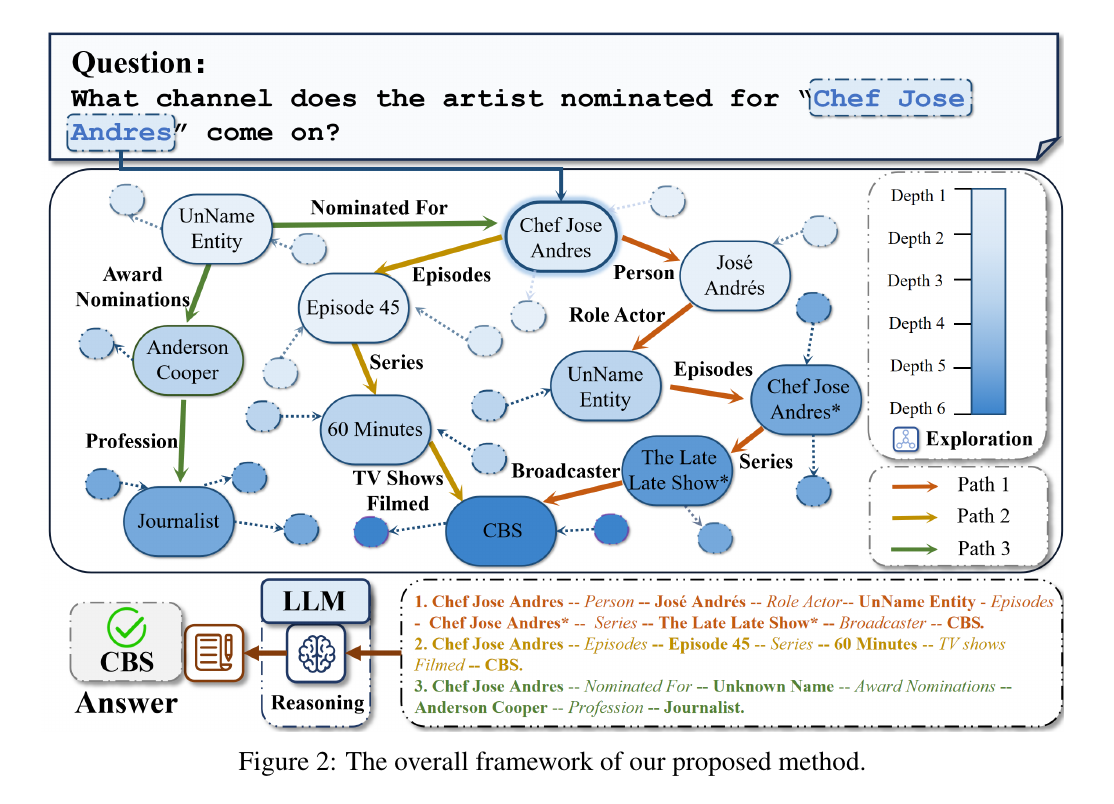 Question:
What channel does the artist nominated for “Chef Jose
Andres” come on?
UnName
Entity
Nominated For
Chef Jose
Andres
Award
Nominations
Episodes
Person
José
Andrés
Episode 45
Role Actor
Anderson
Cooper
Series
UnName
Entity
Episodes
Chef Jose
Andres*
60 Minutes
Profession
TV Shows
Filmed
Broadcaster
The Late
Late Show*
Series
Journalist
CBS
Depth 1
Depth 2
Depth 3
Depth 4
Depth 5
Depth 6
Exploration
Path 1
Path 2
Path 3
LLM
Reasoning
CBS
Answer
1. Chef Jose Andres -- Person -- José Andrés -- Role Actor-- UnName Entity - Episodes
- Chef Jose Andres* -- Series -- The Late Late Show* -- Broadcaster -- CBS.
2. Chef Jose Andres -- Episodes -- Episode 45 -- Series -- 60 Minutes -- TV shows
Filmed -- CBS.
3. Chef Jose Andres -- Nominated For -- Unknown Name -- Award Nominations --
Anderson Cooper -- Profession -- Journalist.
Figure 2: The overall framework of our proposed method.